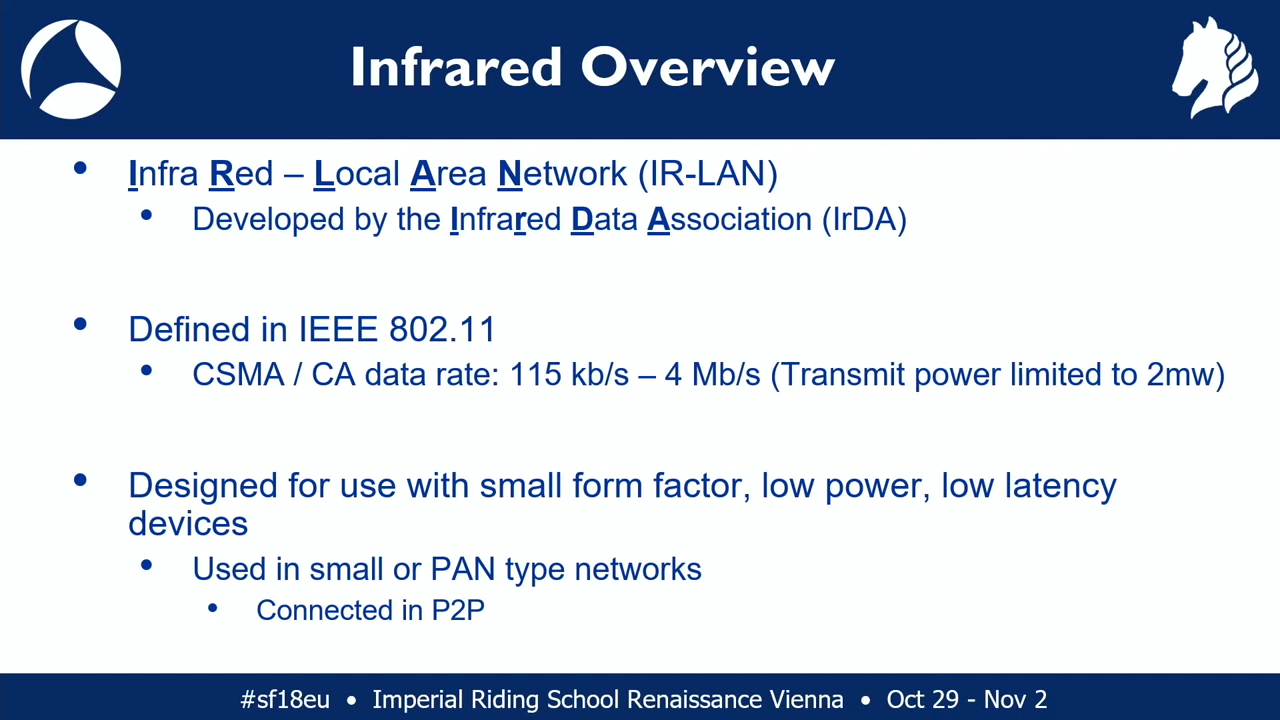 Infrared Overview
• Infra Red – Local Area Network (IR-LAN)
• Developed by the Infrared Data Association (IrDA)
• Defined in IEEE 802.11
• CSMA / CA data rate: 115 kb/s – 4 Mb/s (Transmit power limited to 2mw)
• Designed for use with small form factor, low power, low latency
devices
• Used in small or PAN type networks
• Connected in P2P
#sf18eu • Imperial Riding School Renaissance Vienna • Oct 29 - Nov 2